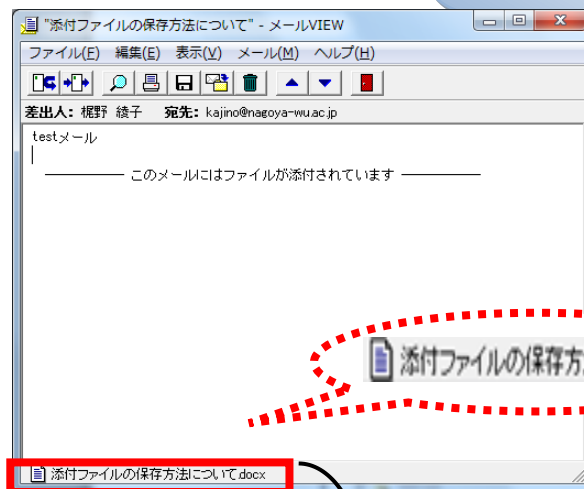 "添付ファイルの保存方法について" - メールVIEW
ファイル(F) 編集(E) 表示(V) メール(M) ヘルプ(H)
差出人: 梶野 綾子 宛先: kajino@nagoya-wu.ac.jp
testメール
このメールにはファイルが添付されています
添付ファイルの保存方
添付ファイルの保存方法について.docx